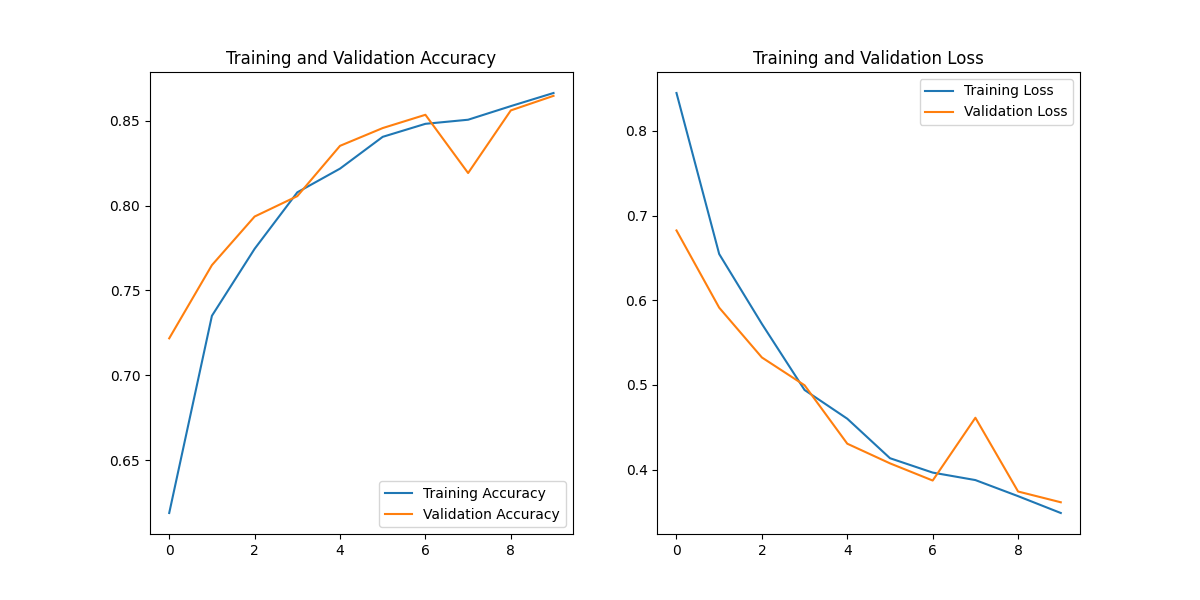 Training and Validation Accuracy
0.85
0.80
0.75
0.70
0.65
0 2 4 6 8
Training Accuracy
Validation Accuracy
Training and Validation Loss
0.8
0.7
0.6
0.5
0.4
0 2 4 6 8
Training Loss
Validation Loss